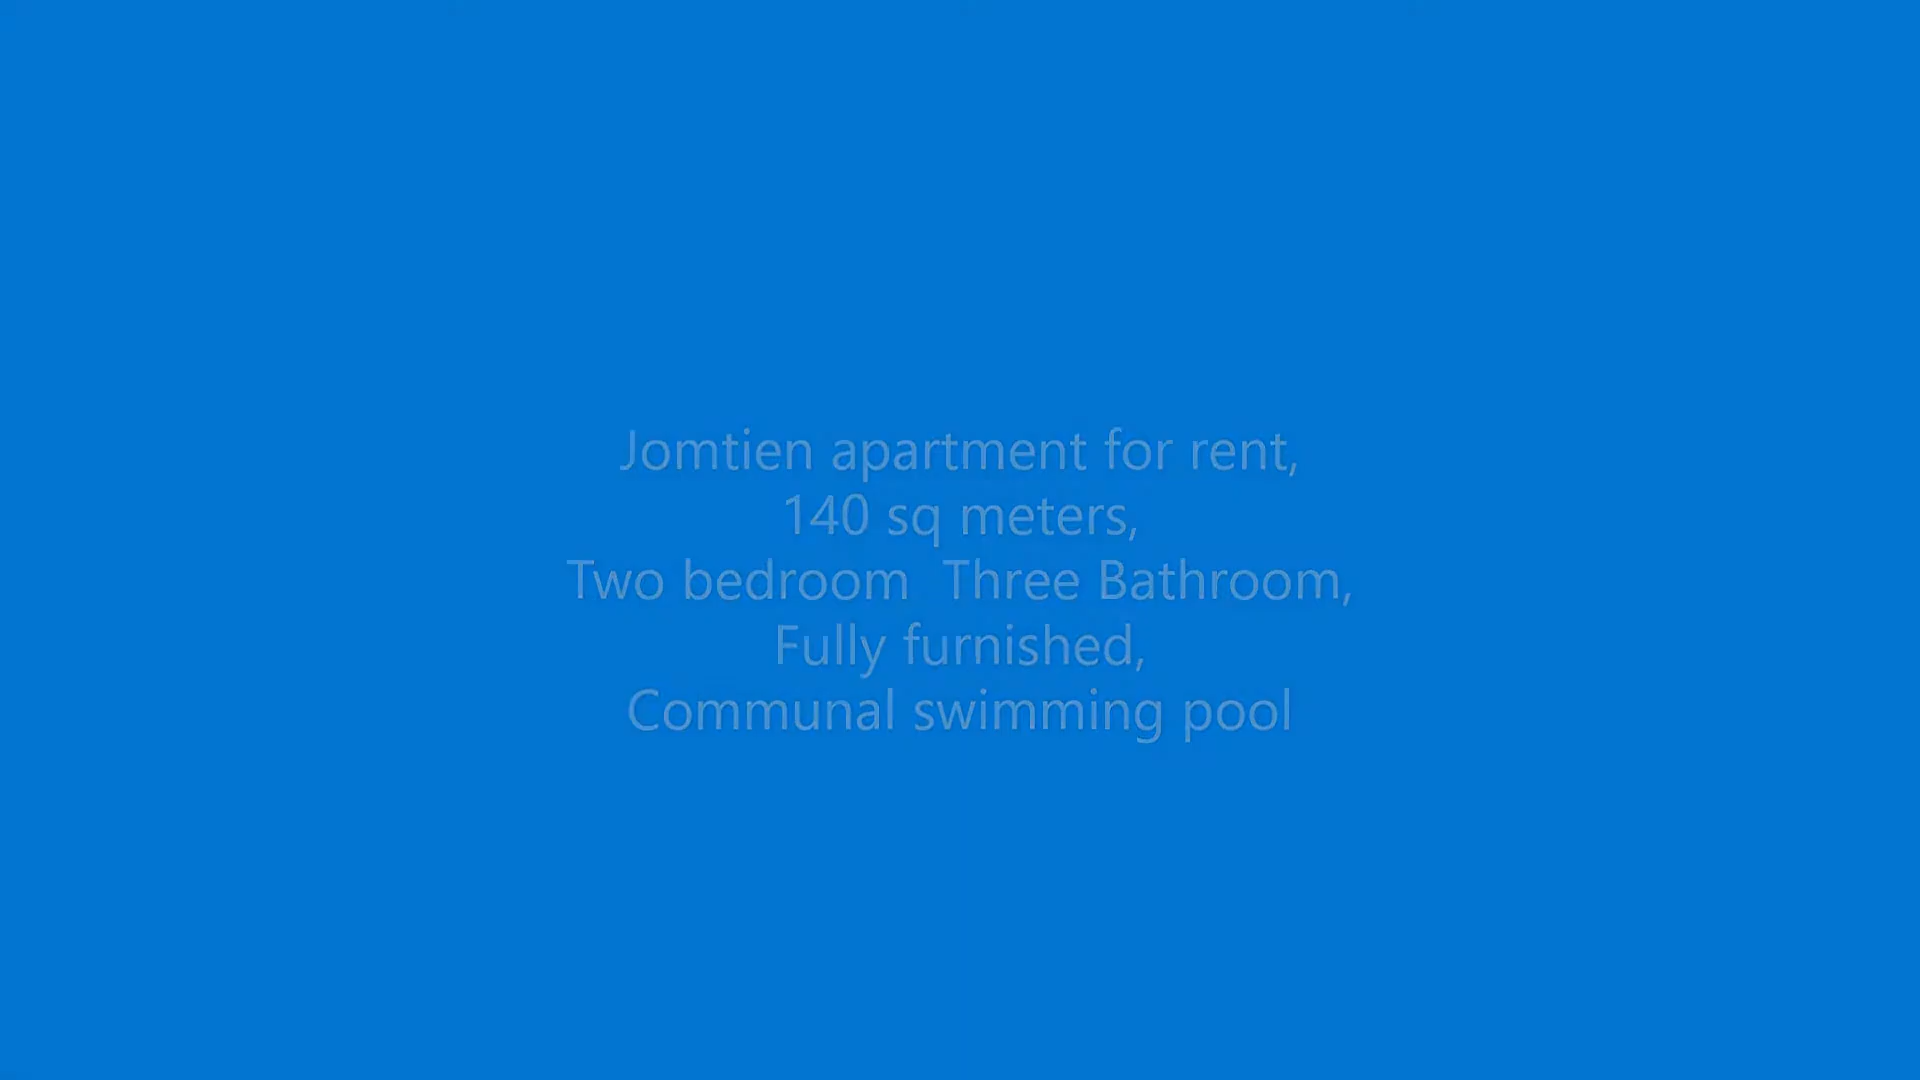 Jomtien apartment for rent,
140 sq meters,
Two bedroom  Three Bathroom,
Fully furnished,
Communal swimming pool